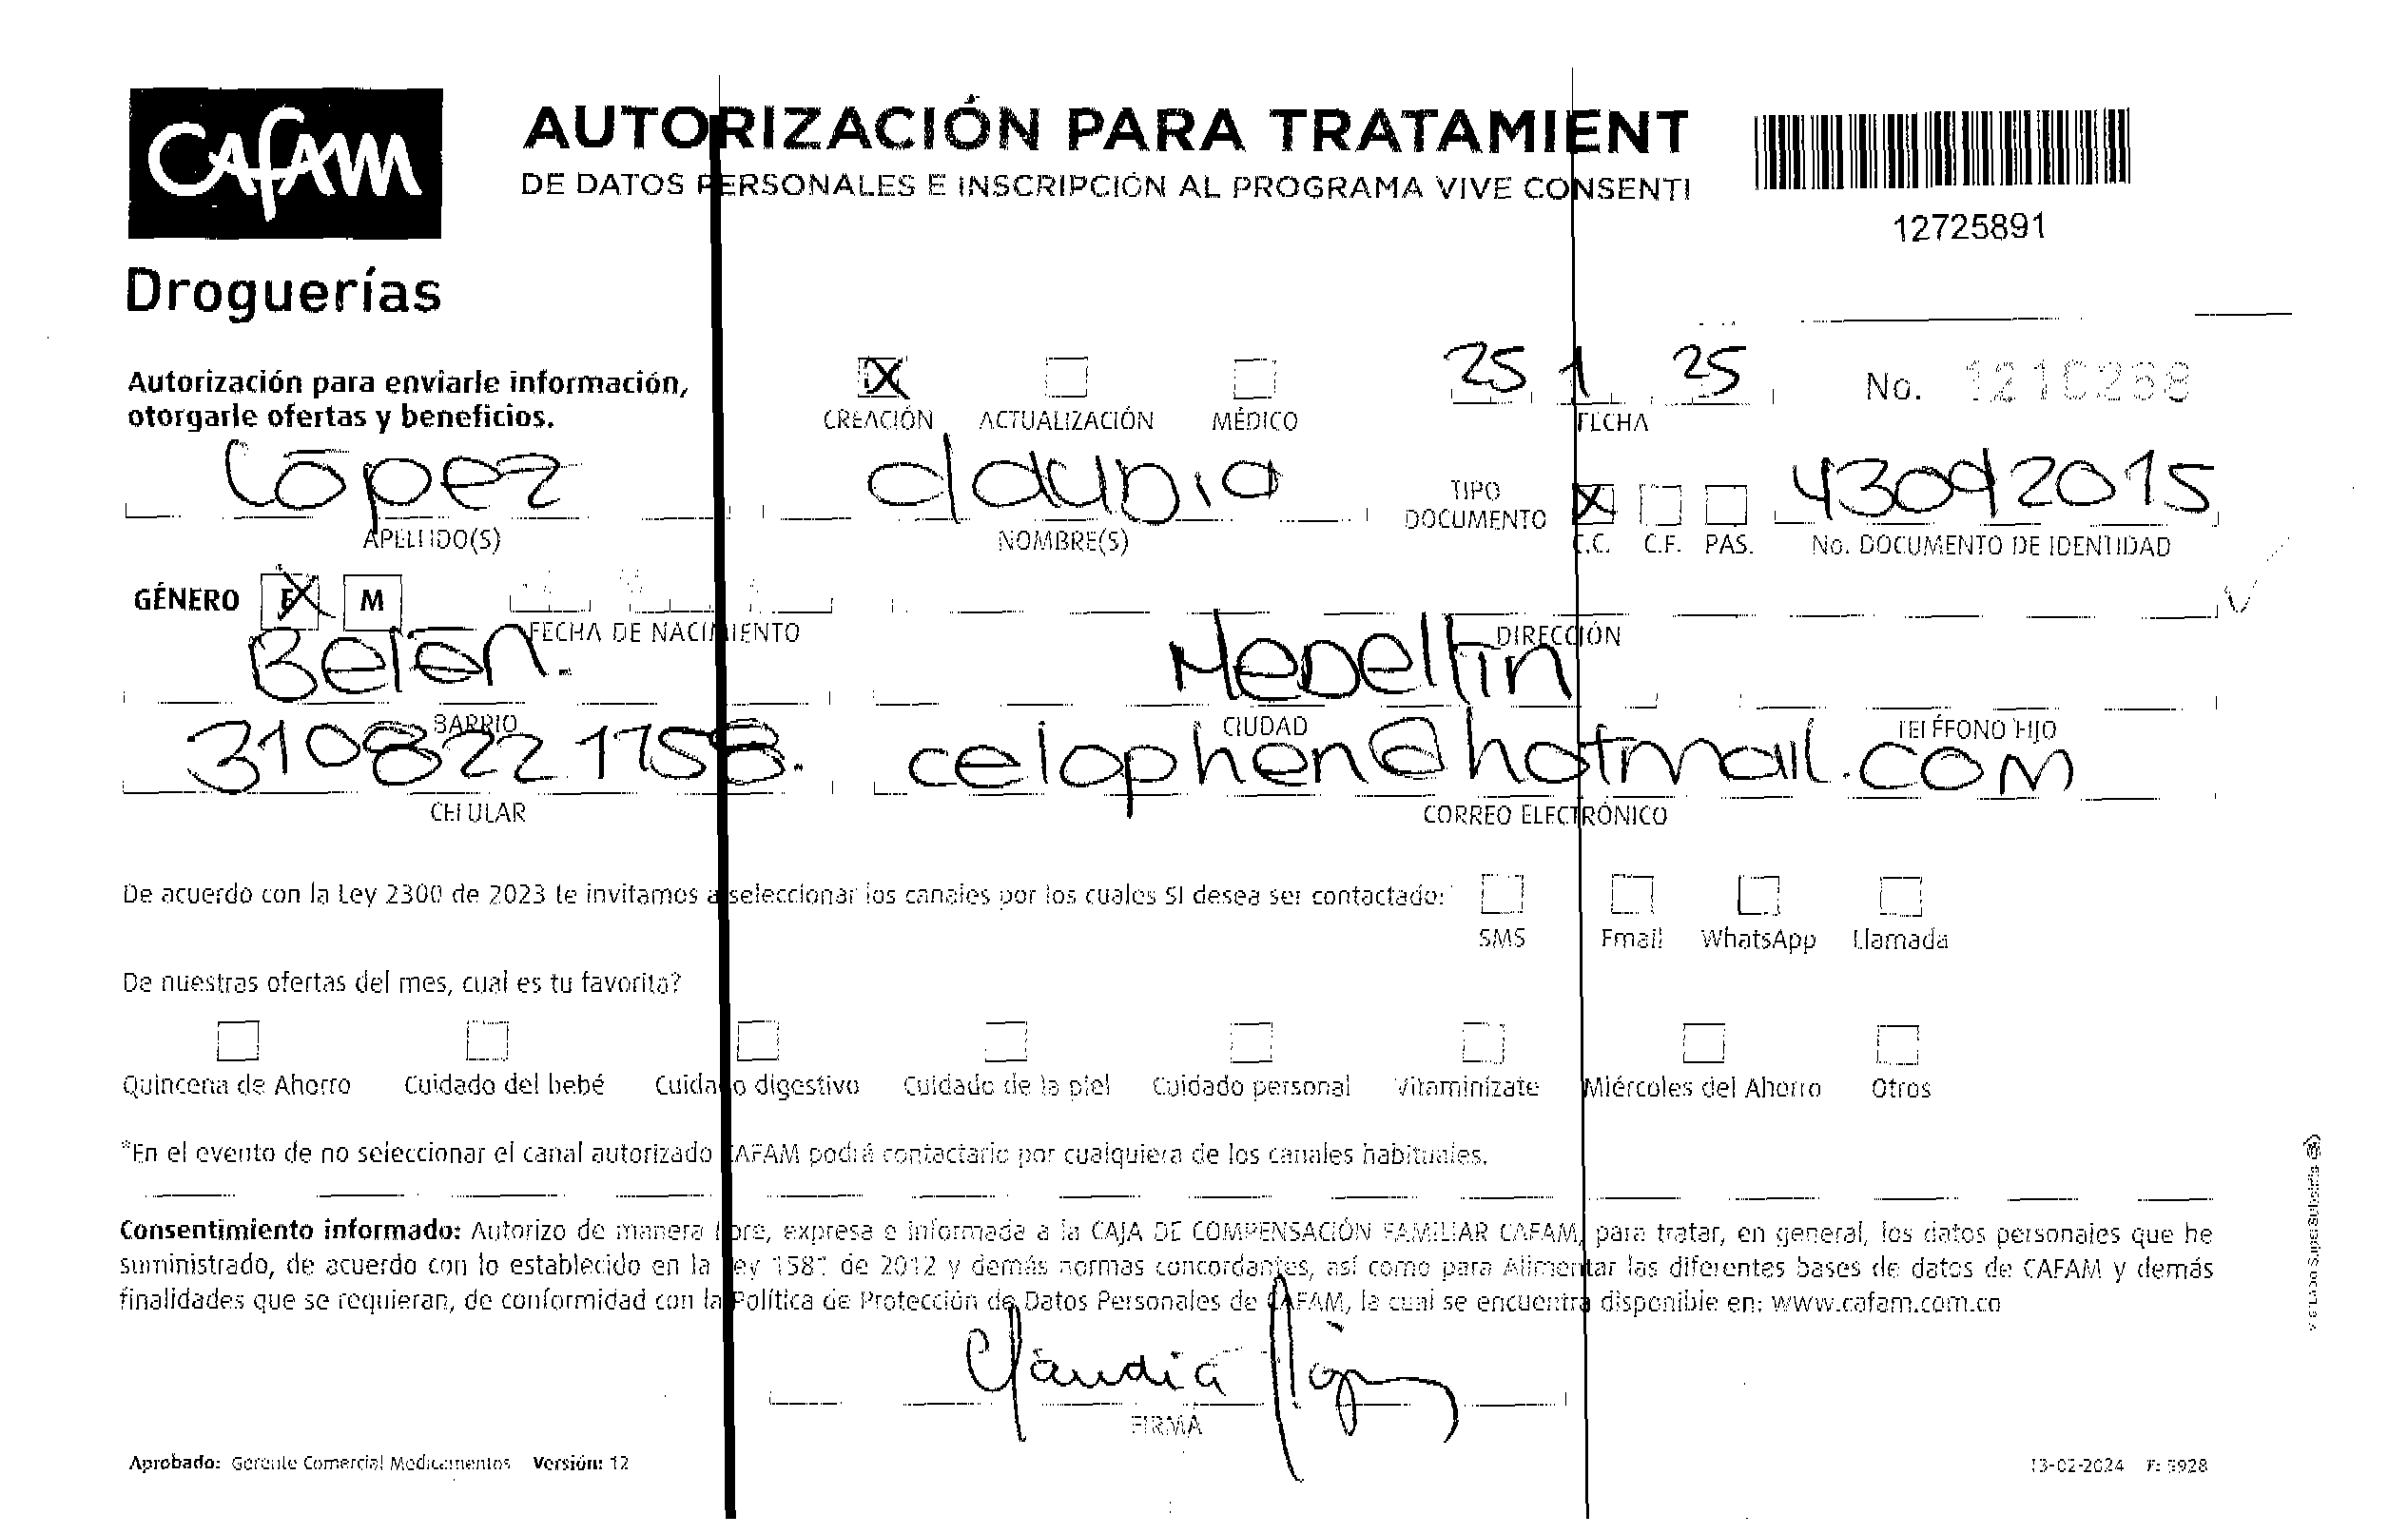 CAFAM
AUTORIZACIÓN PARA TRATAMIENT
DE DATOS PERSONALES E INSCRIPCIÓN AL PROGRAMA VIVE CONSENTI
12725891
Droguerías
Autorización para enviarle información,
otorgarle ofertas y beneficios.
X
CREACIÓN ACTUALIZACIÓN MÉDICO
25 1 25
FECHA
No. 1210268
López
APELLIDO(S)
claudia
NOMBRE(S)
TIPO
DOCUMENTO
X
C.C. C.E. PAS.
43092015
No. DOCUMENTO DE IDENTIDAD
GÉNERO F M
FECHA DE NACIMIENTO
DIRECCIÓN
Belén.
BARRIO
Medellín
CIUDAD
TELÉFONO FIJO
3108221758.
CELULAR
celophen@hotmail.com
CORREO ELECTRÓNICO
De acuerdo con la Ley 2300 de 2023 te invitamos a seleccionar los canales por los cuales SI desea ser contactado:
SMS Email WhatsApp Llamada
De nuestras ofertas del mes, cual es tu favorita?
Quincena de Ahorro Cuidado del bebé Cuidado digestivo Cuidado de la piel Cuidado personal Vitaminízate Miércoles del Ahorro Otros
*En el evento de no seleccionar el canal autorizado CAFAM podrá contactarlo por cualquiera de los canales habituales.
Consentimiento informado: Autorizo de manera libre, expresa e informada a la CAJA DE COMPENSACIÓN FAMILIAR CAFAM, para tratar, en general, los datos personales que he
suministrado, de acuerdo con lo establecido en la Ley 1581 de 2012 y demás normas concordantes, así como para Alimentar las diferentes bases de datos de CAFAM y demás
finalidades que se requieran, de conformidad con la Política de Protección de Datos Personales de CAFAM, la cual se encuentra disponible en: www.cafam.com.co
Claudia López
FIRMA
Aprobado: Gerente Comercial Medicamentos Versión: 12
13-02-2024 F: 3928
VIGILADO SuperSubsidio